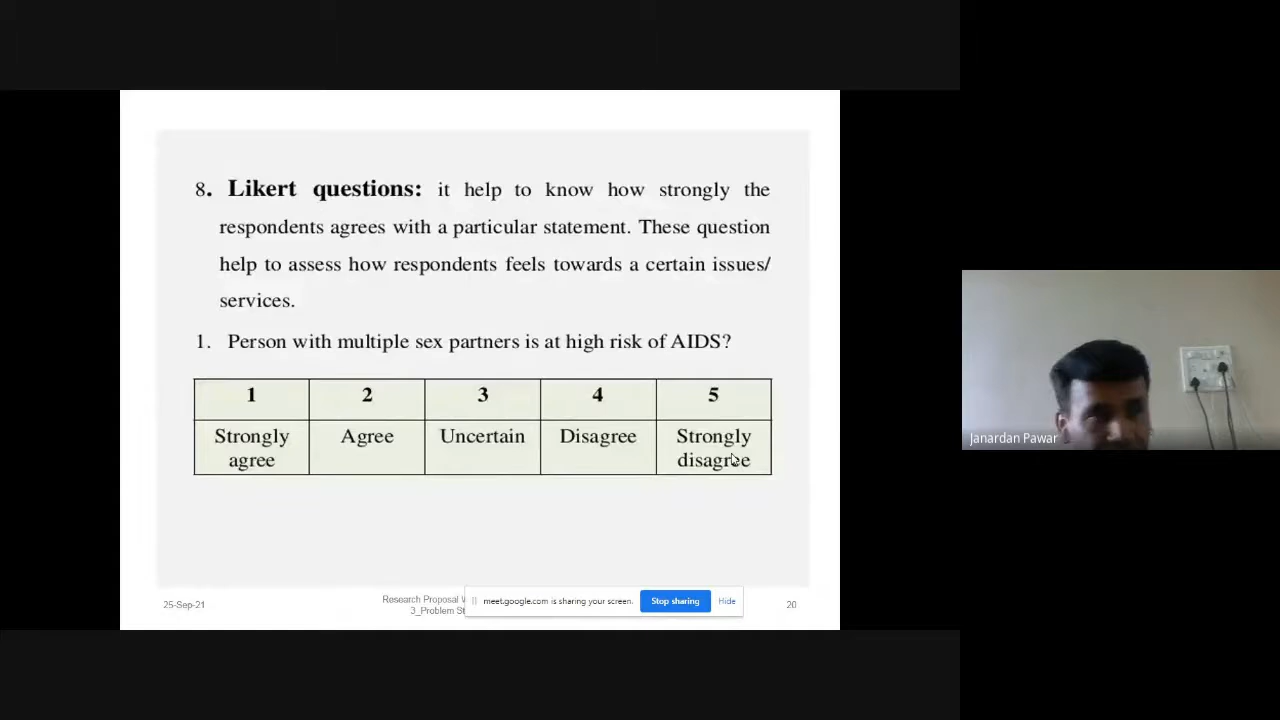 8. Likert questions: it help to know how strongly the
respondents agrees with a particular statement. These question
help to assess how respondents feels towards a certain issues/
services.
1. Person with multiple sex partners is at high risk of AIDS?
1 2 3 4 5
Strongly agree Agree Uncertain Disagree Strongly disagree
Janardan Pawar
25-Sep-21
Research Proposal
3_Problem
meet.google.com is sharing your screen. Stop sharing Hide
20